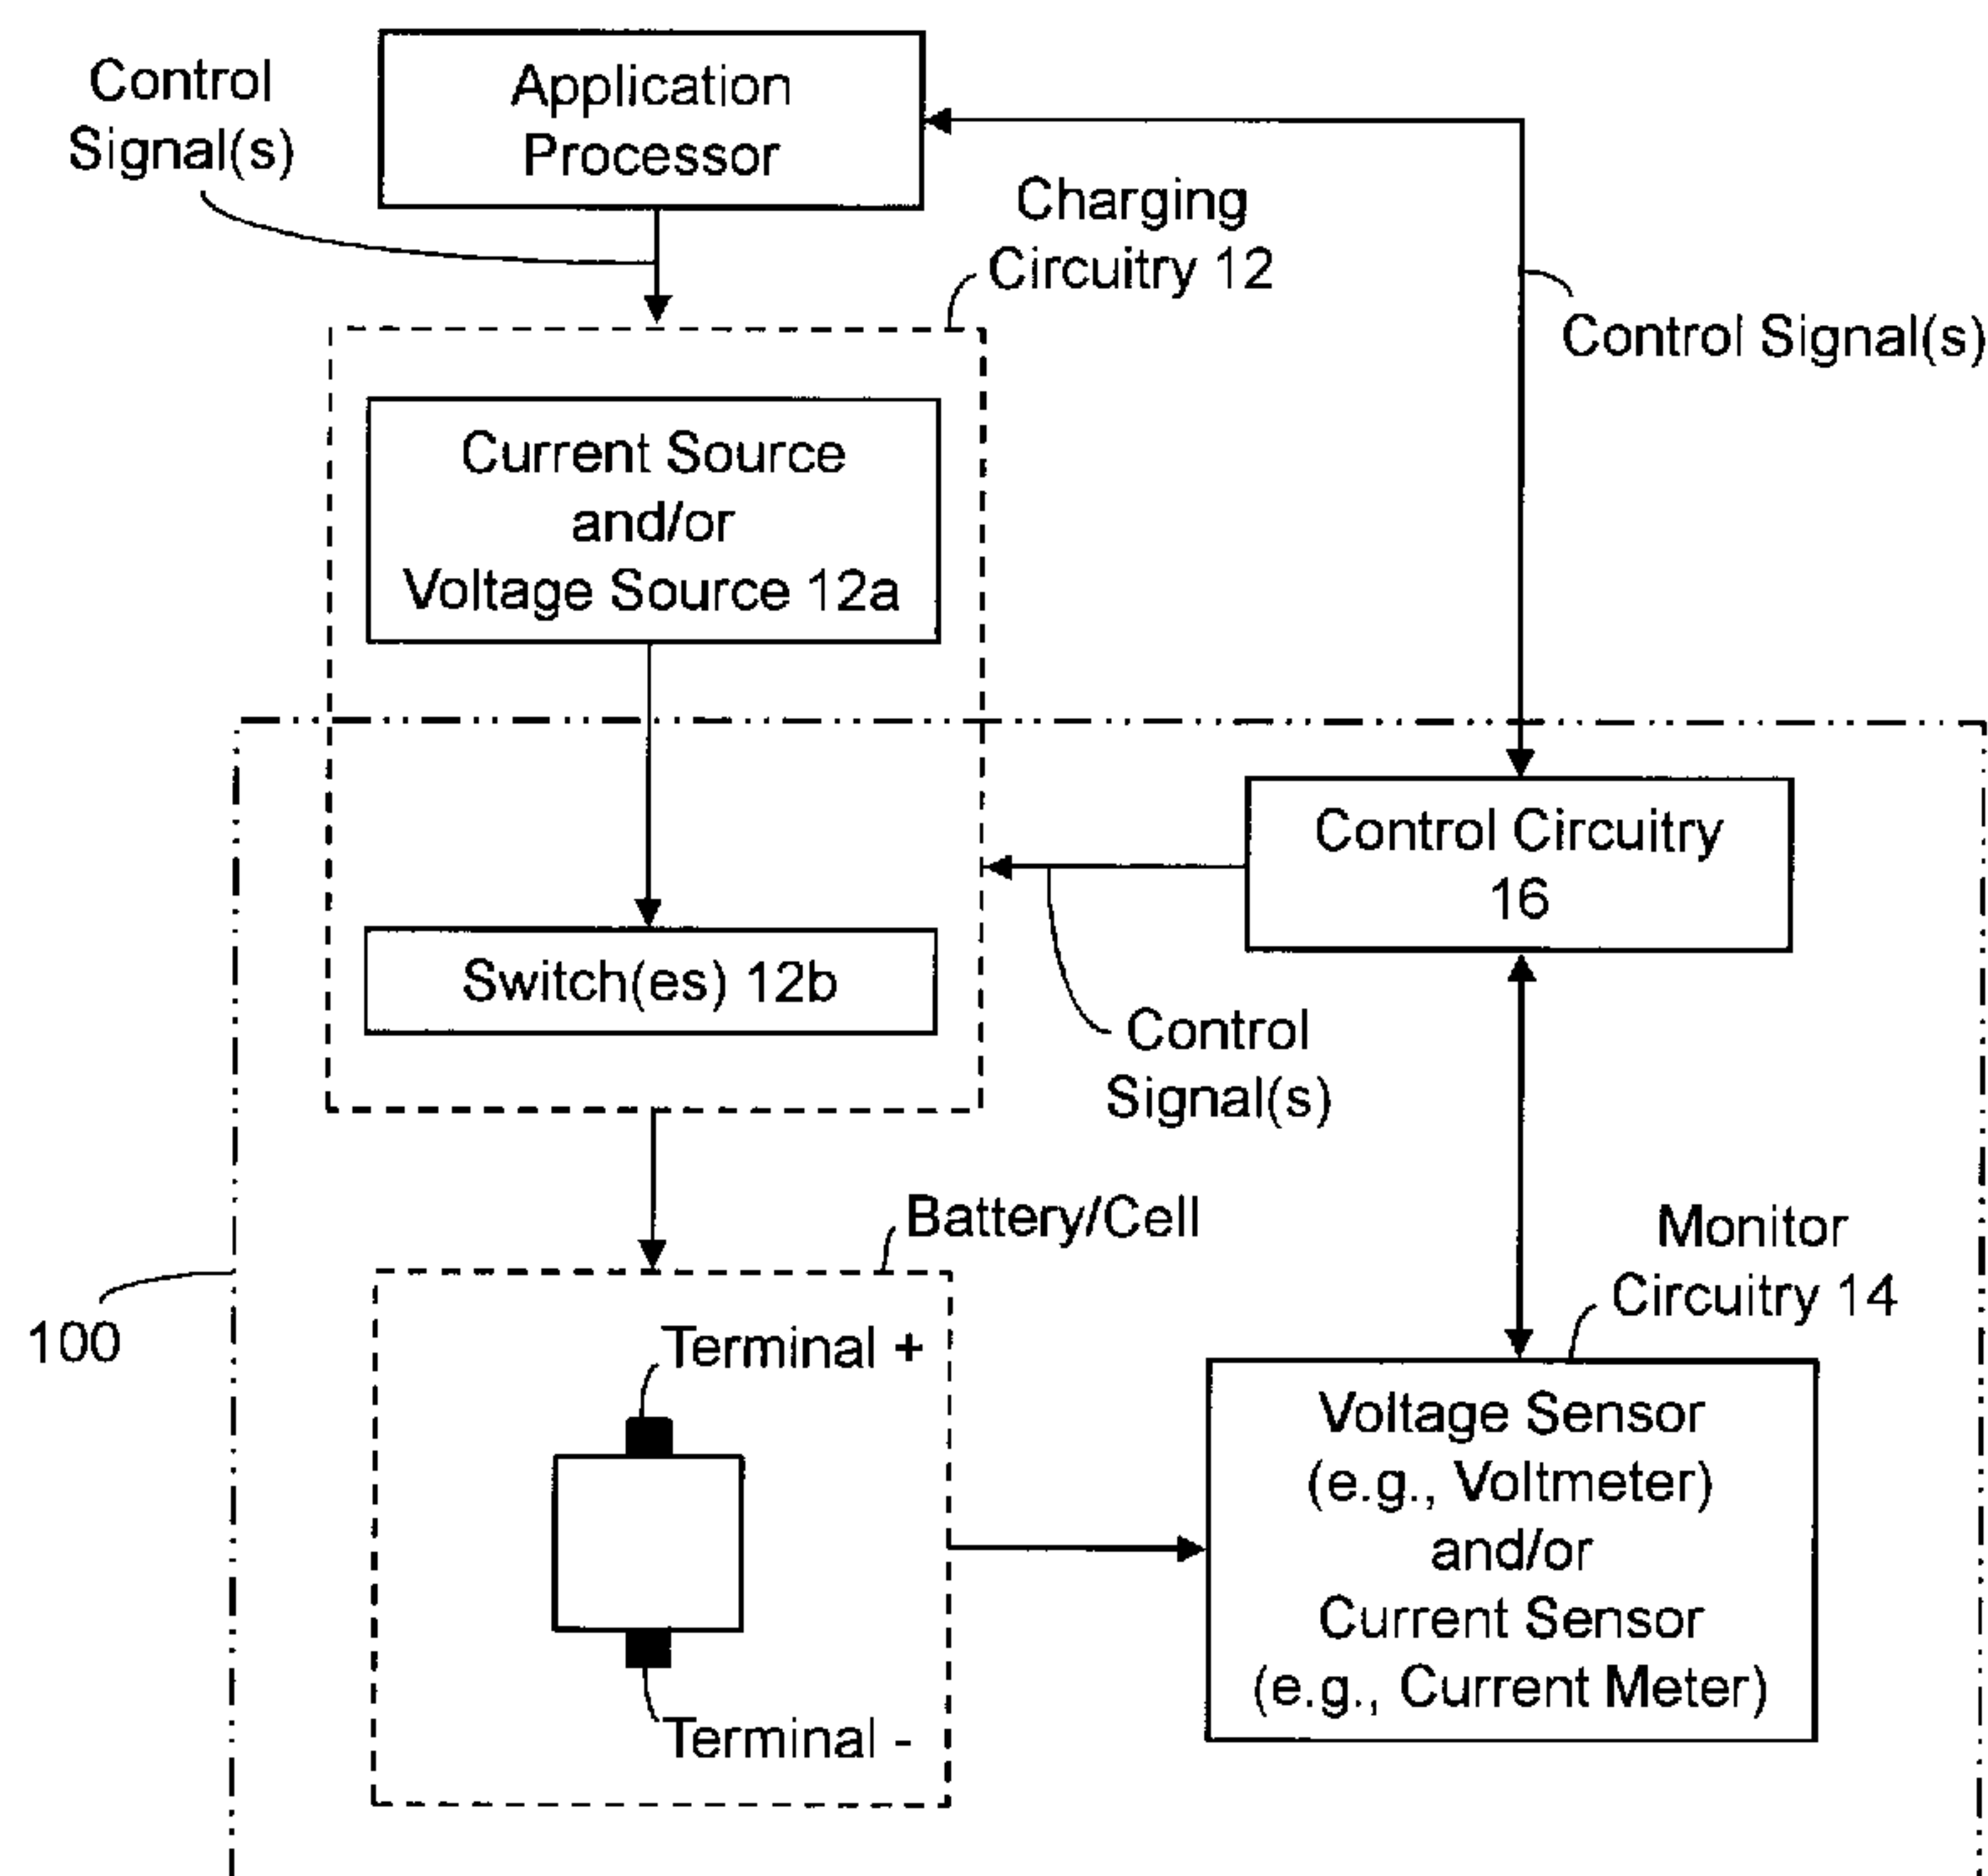 Control
Signal(s)
Application
Processor
Charging
Circuitry 12
Control Signal(s)
Current Source
and/or
Voltage Source 12a
Control Circuitry
16
Switch(es) 12b
Control
Signal(s)
Battery/Cell
Monitor
Circuitry 14
100
Terminal +
Terminal -
Voltage Sensor
(e.g., Voltmeter)
and/or
Current Sensor
(e.g., Current Meter)